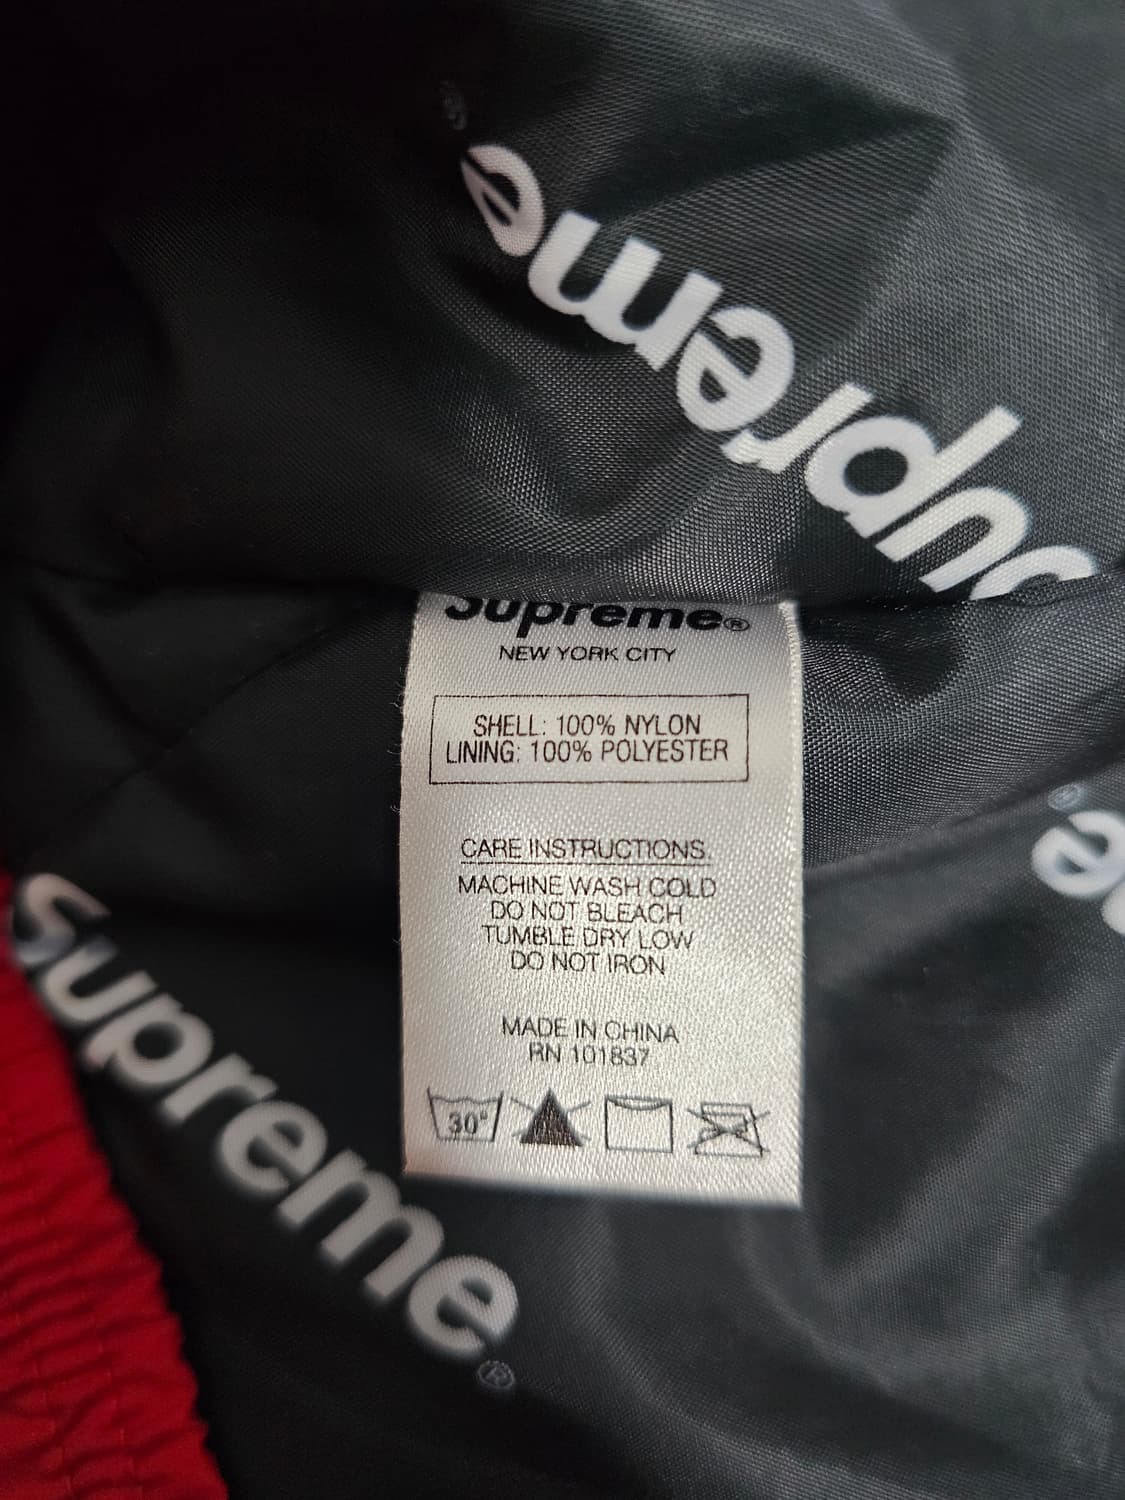 Supreme®
Supreme®
NEW YORK CITY
SHELL: 100% NYLON
LINING: 100% POLYESTER
CARE INSTRUCTIONS.
MACHINE WASH COLD
DO NOT BLEACH
TUMBLE DRY LOW
DO NOT IRON
MADE IN CHINA
RN 101837
30°
e®
Supreme®